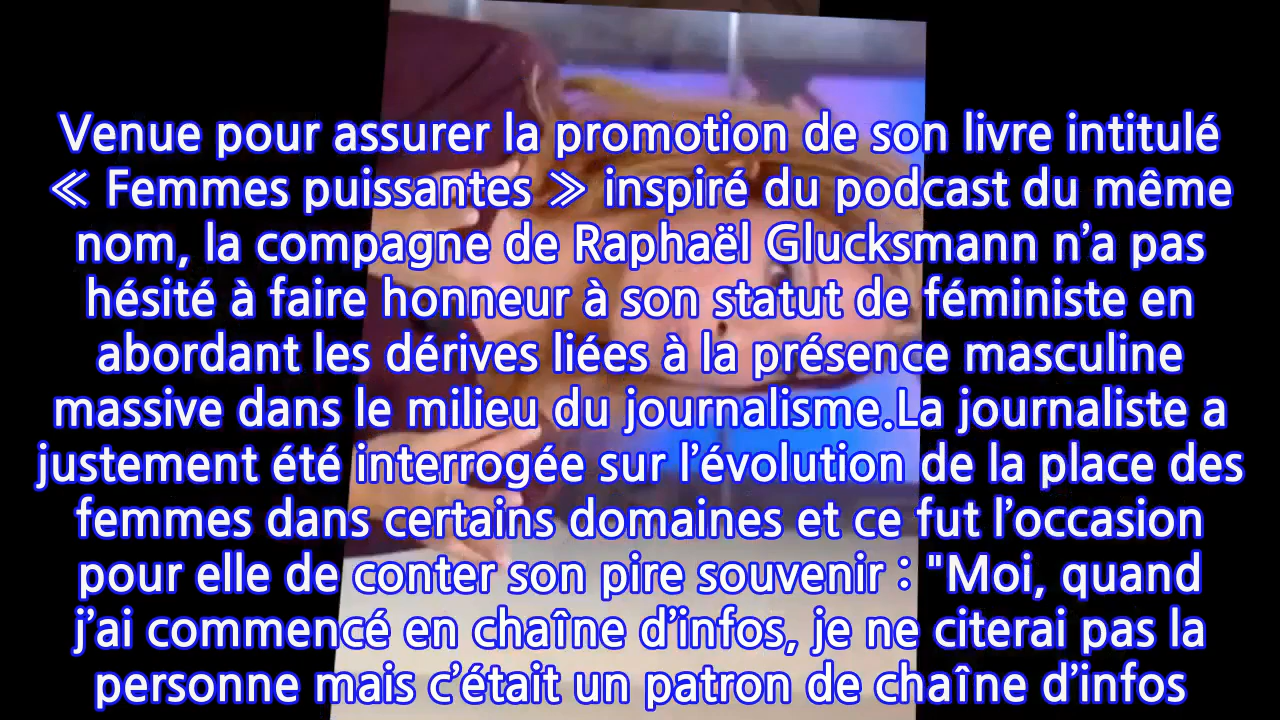 Venue pour assurer la promotion de son livre intitulé
≪ Femmes puissantes ≫ inspiré du podcast du même
nom, la compagne de Raphaël Glucksmann n’a pas
hésité à faire honneur à son statut de féministe en
abordant les dérives liées à la présence masculine
massive dans le milieu du journalisme.La journaliste a
justement été interrogée sur l’évolution de la place des
femmes dans certains domaines et ce fut l’occasion
pour elle de conter son pire souvenir : "Moi, quand
j’ai commencé en chaîne d’infos, je ne citerai pas la
personne mais c’était un patron de chaîne d’infos